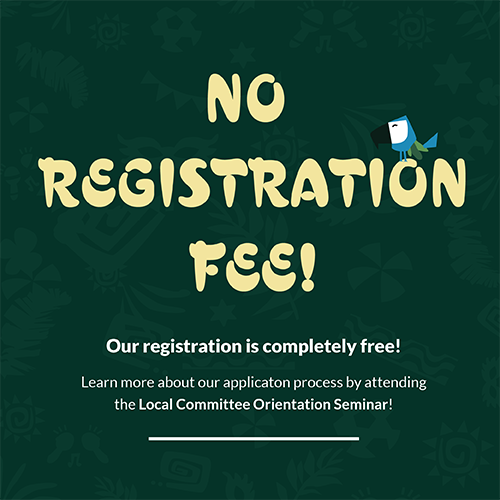 NO
REGISTRATION
FEE!
Our registration is completely free!
Learn more about our applicaton process by attending
the Local Committee Orientation Seminar!